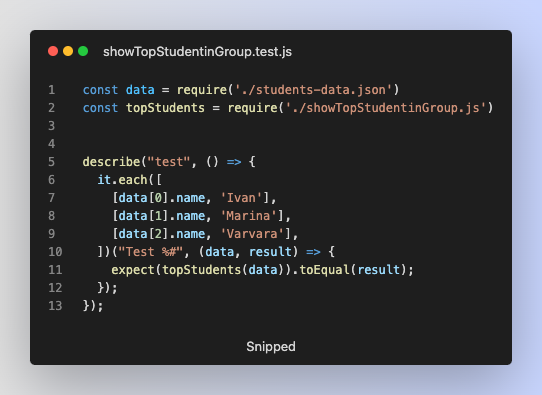 showTopStudentinGroup.test.js
1 const data = require('./students-data.json')
2 const topStudents = require('./showTopStudentinGroup.js')
3
4
5 describe("test", () => {
6   it.each([
7     [data[0].name, 'Ivan'],
8     [data[1].name, 'Marina'],
9     [data[2].name, 'Varvara'],
10   ])("Test %#", (data, result) => {
11     expect(topStudents(data)).toEqual(result);
12   });
13 });
Snipped